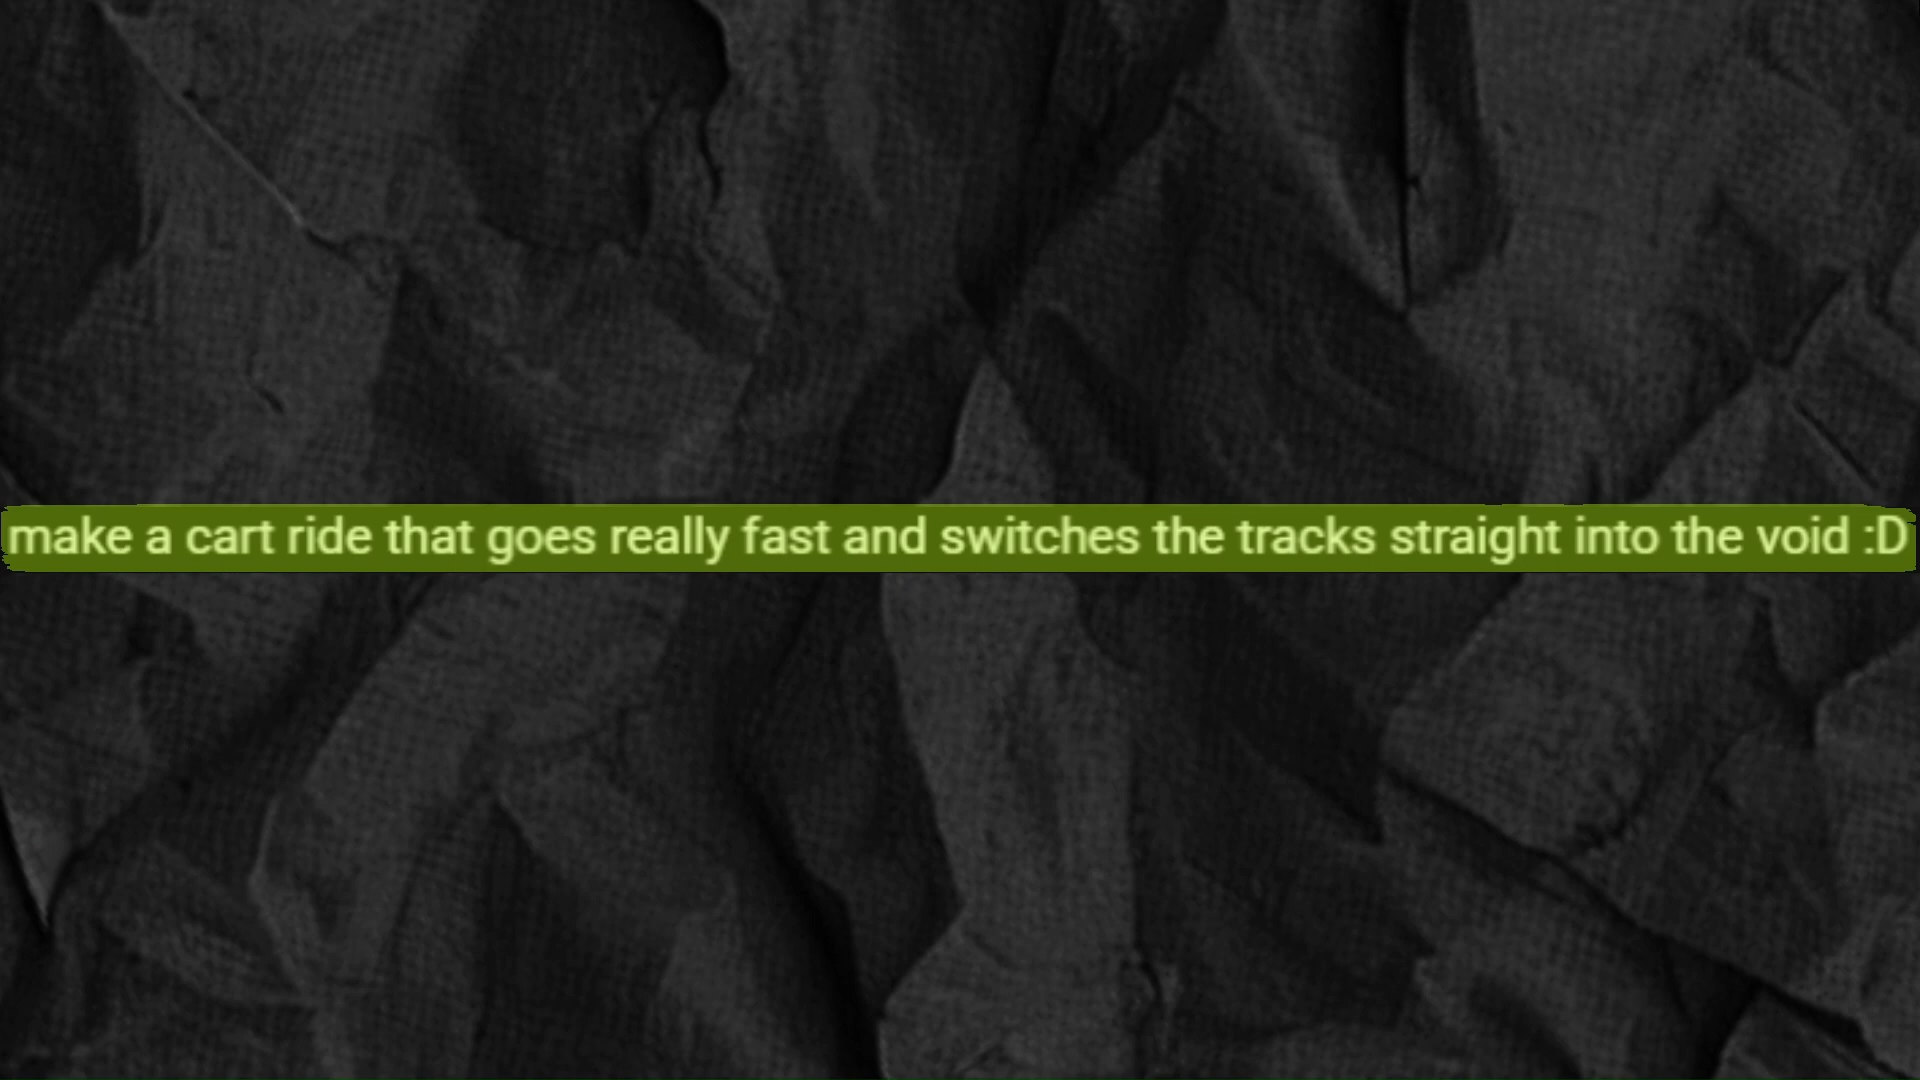 make a cart ride that goes really fast and switches the tracks straight into the void :D